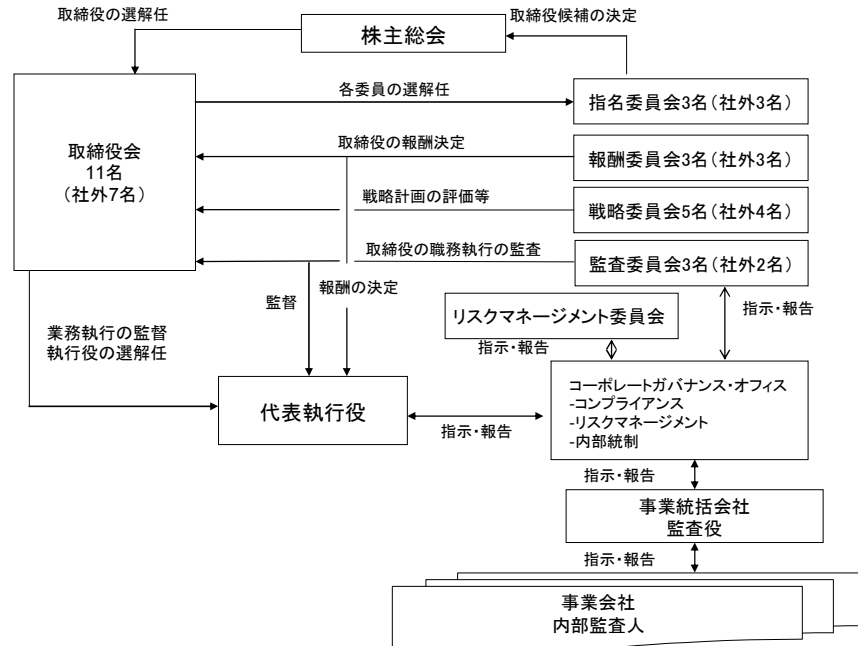 取締役の選解任
株主総会
取締役候補の決定
各委員の選解任
指名委員会3名（社外3名）
取締役会
11名
（社外7名）
取締役の報酬決定
報酬委員会3名（社外3名）
戦略計画の評価等
戦略委員会5名（社外4名）
取締役の職務執行の監査
監査委員会3名（社外2名）
監督
報酬の決定
リスクマネージメント委員会
指示・報告
業務執行の監督
執行役の選解任
指示・報告
代表執行役
コーポレートガバナンス・オフィス
-コンプライアンス
-リスクマネージメント
-内部統制
指示・報告
指示・報告
事業統括会社
監査役
指示・報告
事業会社
内部監査人